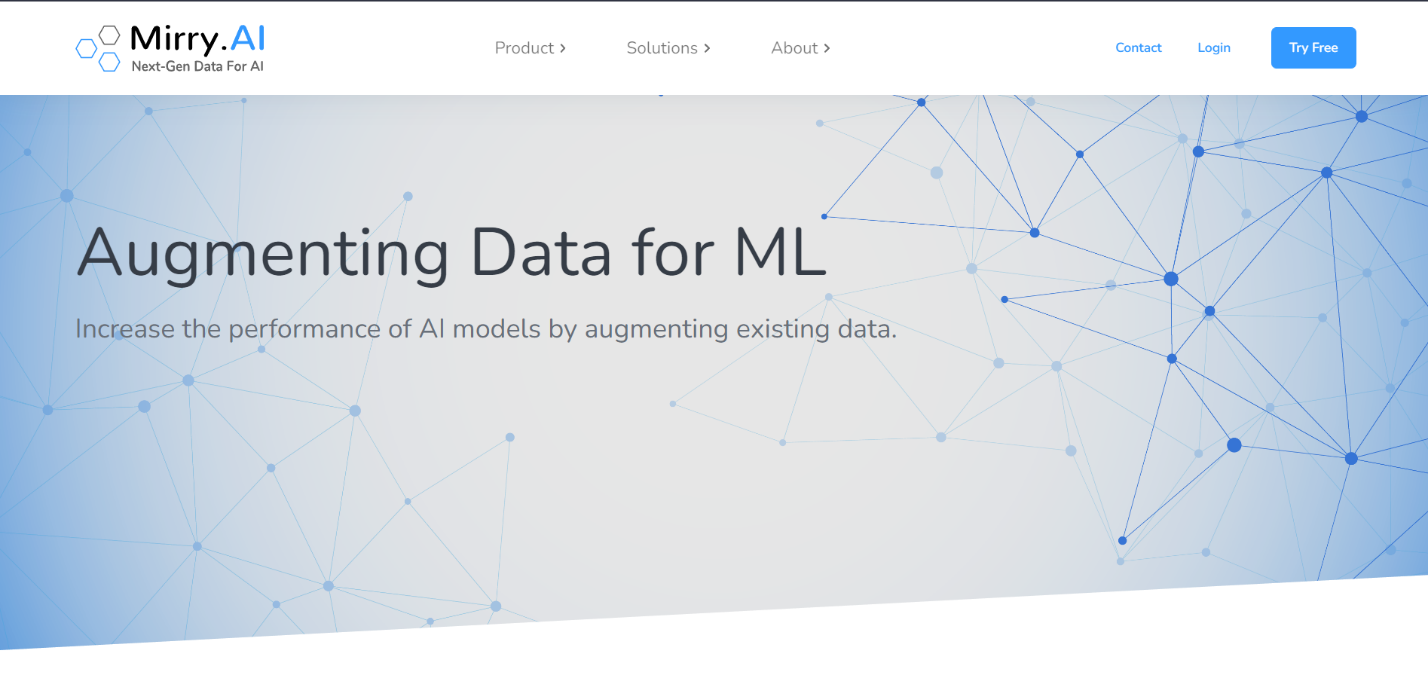 Mirry.AI
Next-Gen Data For AI
Product
Solutions
About
Contact
Login
Try Free
Augmenting Data for ML
Increase the performance of AI models by augmenting existing data.